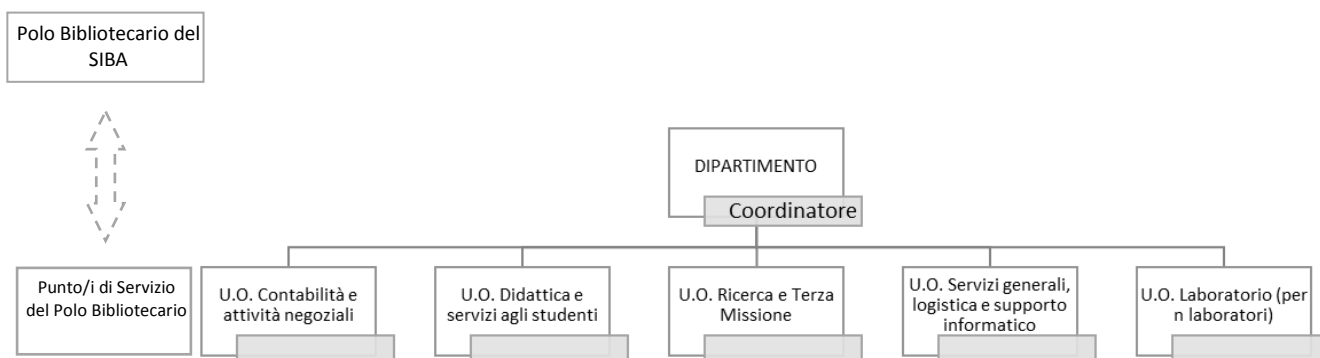 Polo Bibliotecario del
SIBA
DIPARTIMENTO
Coordinatore
Punto/i di Servizio
del Polo Bibliotecario
U.O. Contabilità e
attività negoziali
U.O. Didattica e
servizi agli studenti
U.O. Ricerca e Terza
Missione
U.O. Servizi generali,
logistica e supporto
informatico
U.O. Laboratorio (per
n laboratori)